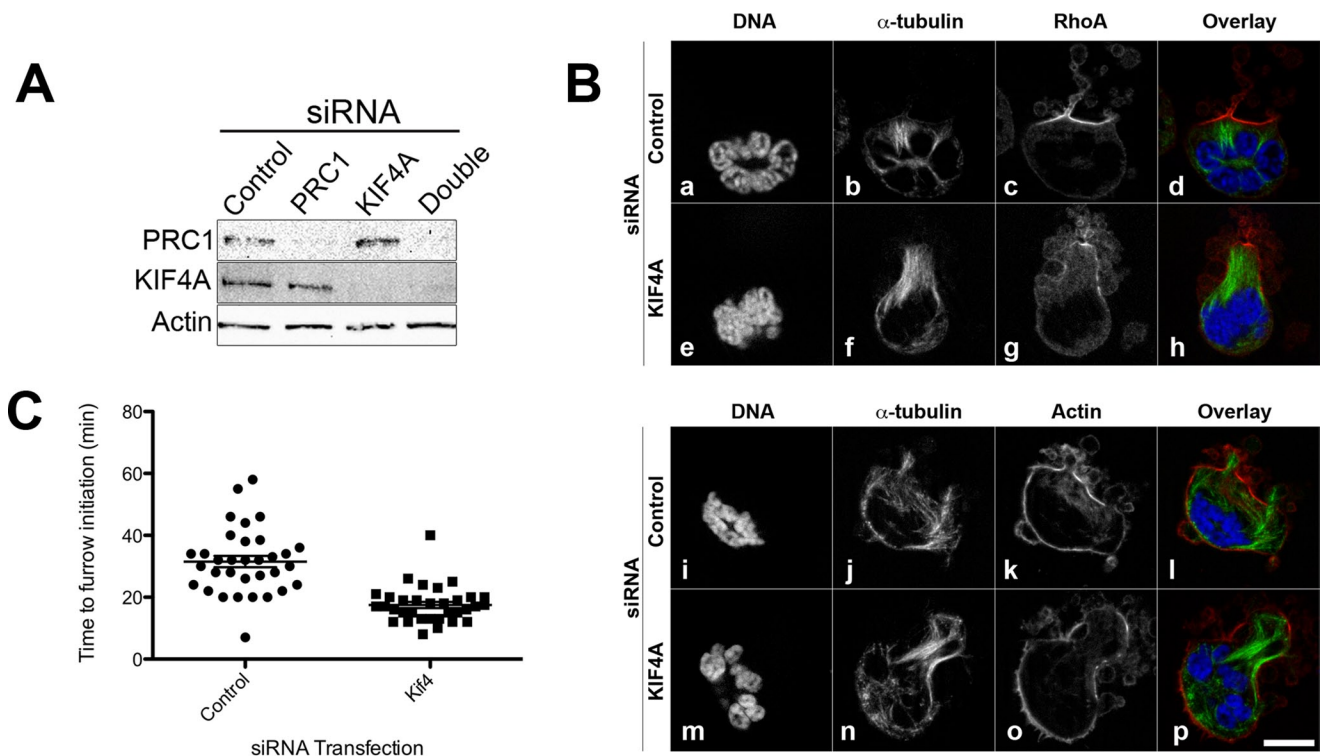 A
siRNA
Control PRC1 KIF4A Double
PRC1
KIF4A
Actin
B
DNA α-tubulin RhoA Overlay
siRNA
Control
a b c d
KIF4A
e f g h
DNA α-tubulin Actin Overlay
siRNA
Control
i j k l
KIF4A
m n o p
C
Time to furrow initiation (min)
80
60
40
20
0
Control Kif4
siRNA Transfection